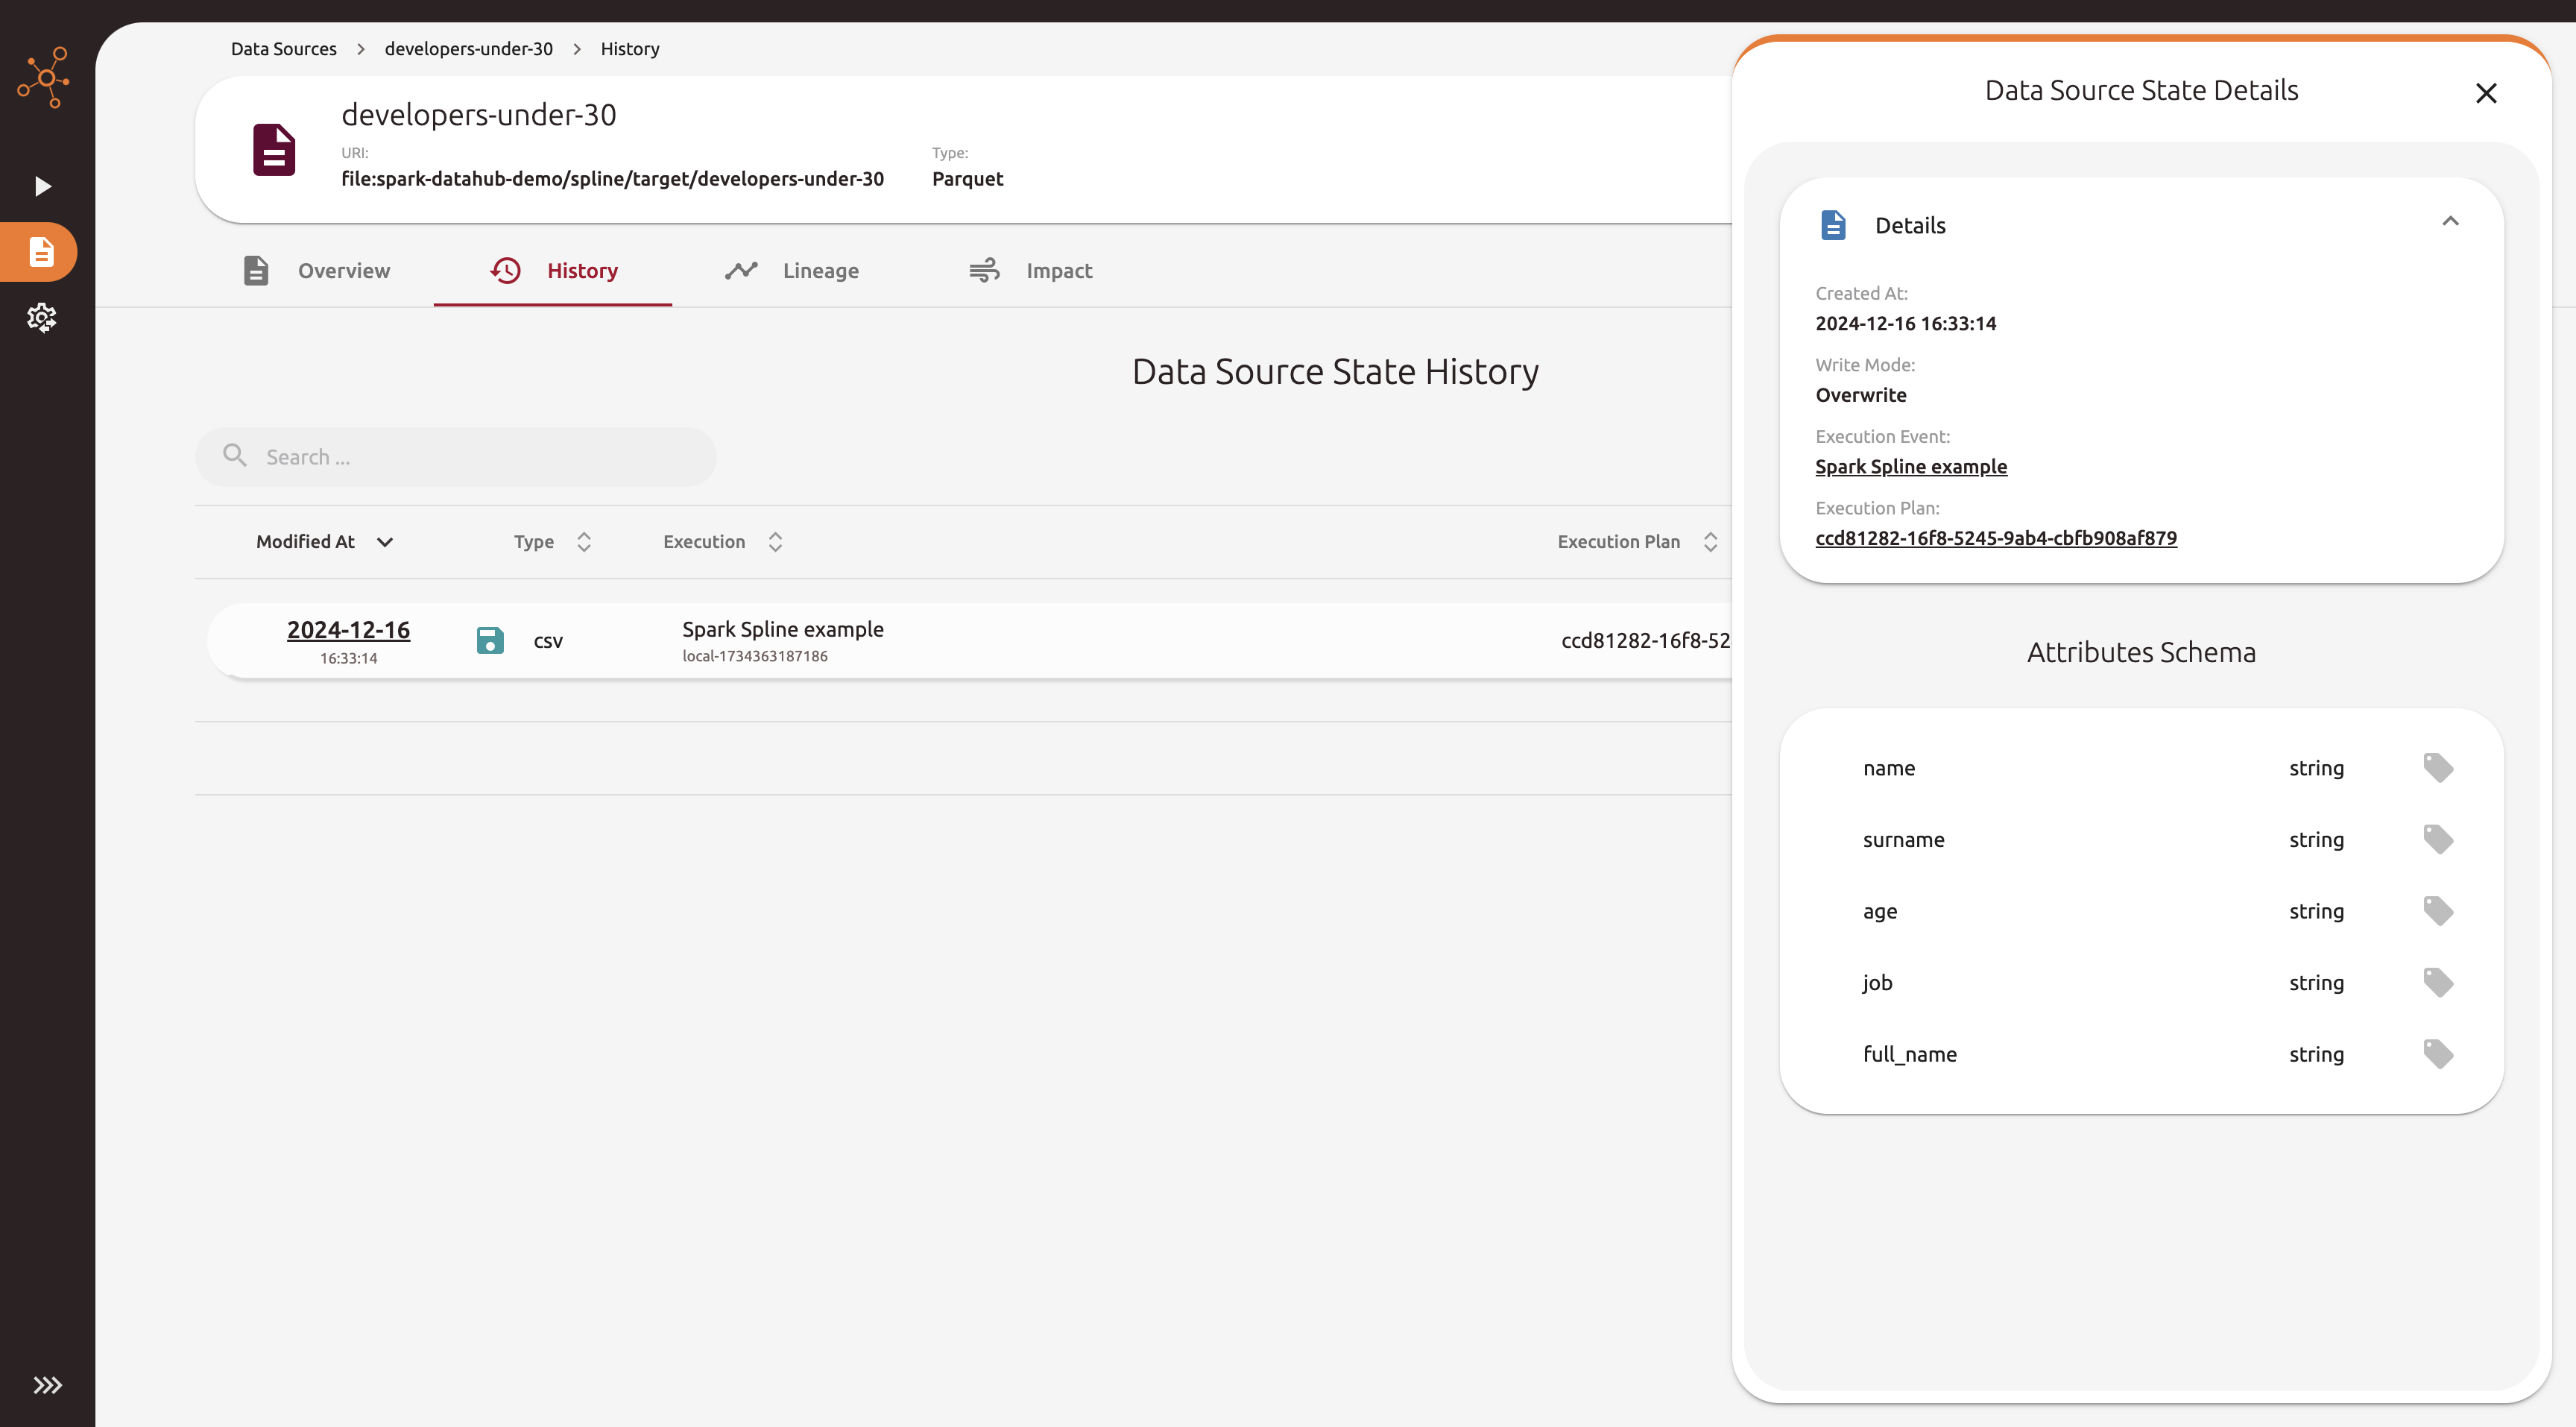 Data Sources > developers-under-30 > History
developers-under-30
URI:
file:spark-datahub-demo/spline/target/developers-under-30
Type:
Parquet
Overview
History
Lineage
Impact
Data Source State History
Search ...
Modified At
Type
Execution
Execution Plan
2024-12-16
16:33:14
csv
Spark Spline example
local-1734363187186
ccd81282-16f8-52
Data Source State Details
Details
Created At:
2024-12-16 16:33:14
Write Mode:
Overwrite
Execution Event:
Spark Spline example
Execution Plan:
ccd81282-16f8-5245-9ab4-cbfb908af879
Attributes Schema
name string
surname string
age string
job string
full_name string